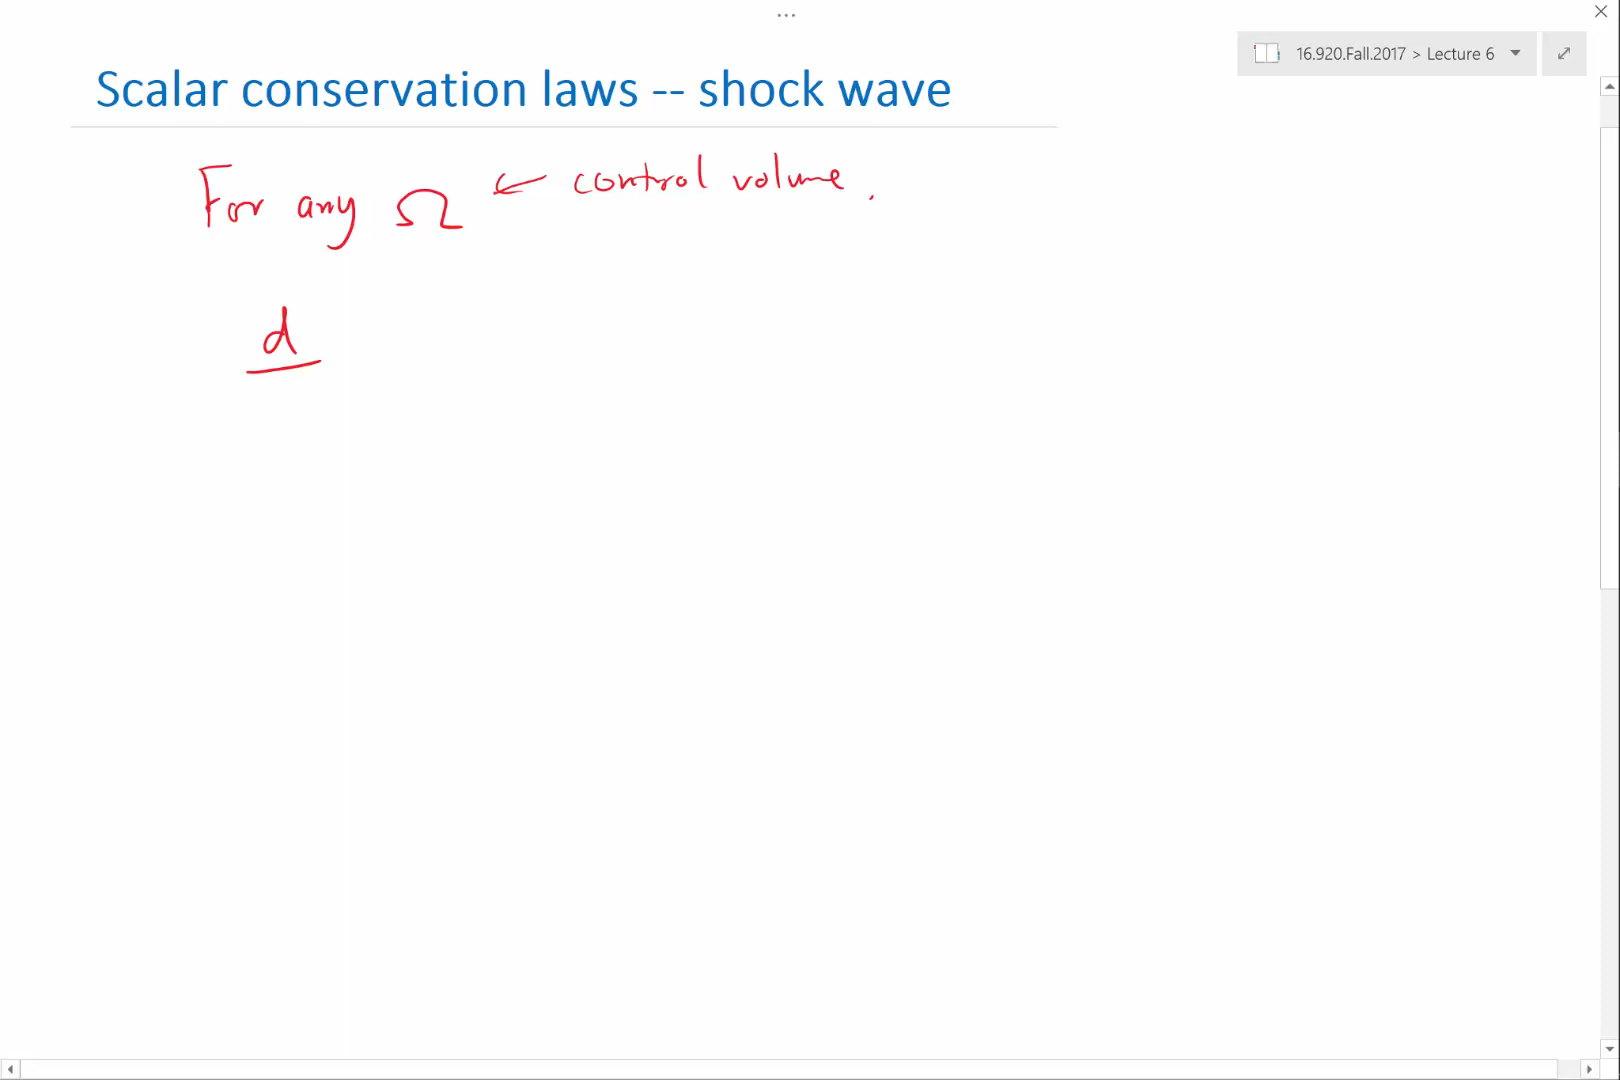 ...
16.920.Fall.2017 > Lecture 6
Scalar conservation laws -- shock wave
For any Ω ← control volume.
d